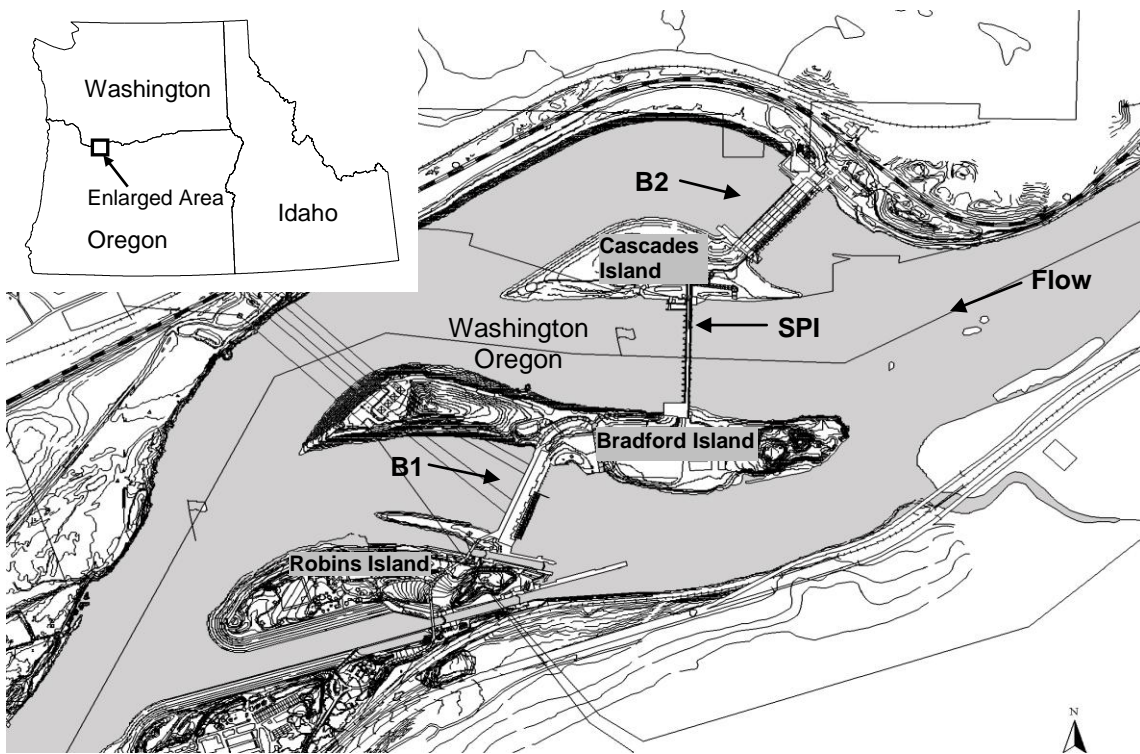 Washington
Enlarged Area
Oregon
Idaho
B2
Cascades
Island
Flow
Washington
SPI
Oregon
Bradford Island
B1
Robins Island
N